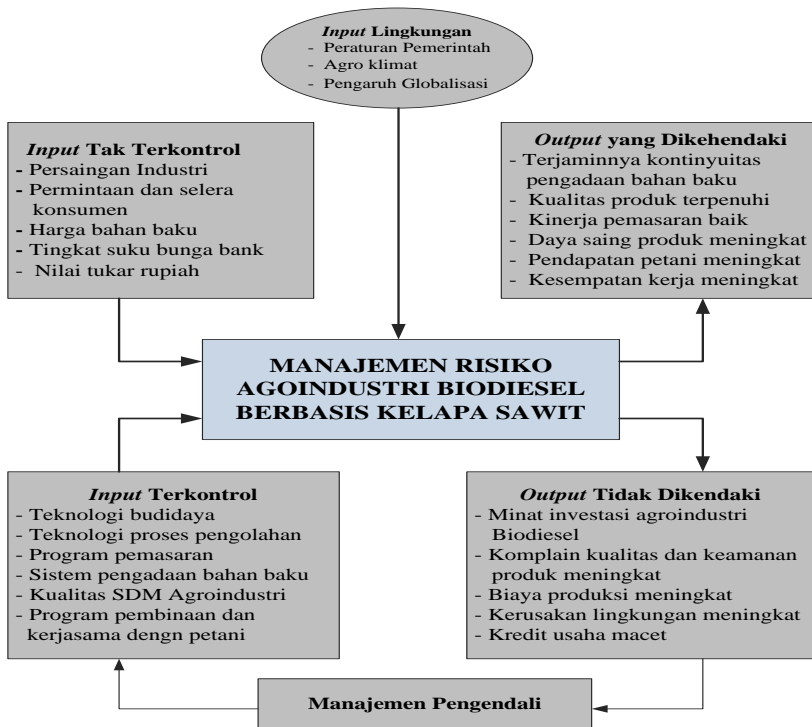 Input Lingkungan
- Peraturan Pemerintah
- Agro klimat
- Pengaruh Globalisasi
Input Tak Terkontrol
- Persaingan Industri
- Permintaan dan selera
konsumen
- Harga bahan baku
- Tingkat suku bunga bank
- Nilai tukar rupiah
Output yang Dikehendaki
- Terjaminnya kontinyuitas
pengadaan bahan baku
- Kualitas produk terpenuhi
- Kinerja pemasaran baik
- Daya saing produk meningkat
- Pendapatan petani meningkat
- Kesempatan kerja meningkat
MANAJEMEN RISIKO
AGOINDUSTRI BIODIESEL
BERBASIS KELAPA SAWIT
Input Terkontrol
- Teknologi budidaya
- Teknologi proses pengolahan
- Program pemasaran
- Sistem pengadaan bahan baku
- Kualitas SDM Agroindustri
- Program pembinaan dan
kerjasama dengn petani
Output Tidak Dikendaki
- Minat investasi agroindustri
Biodiesel
- Komplain kualitas dan keamanan
produk meningkat
- Biaya produksi meningkat
- Kerusakan lingkungan meningkat
- Kredit usaha macet
Manajemen Pengendali